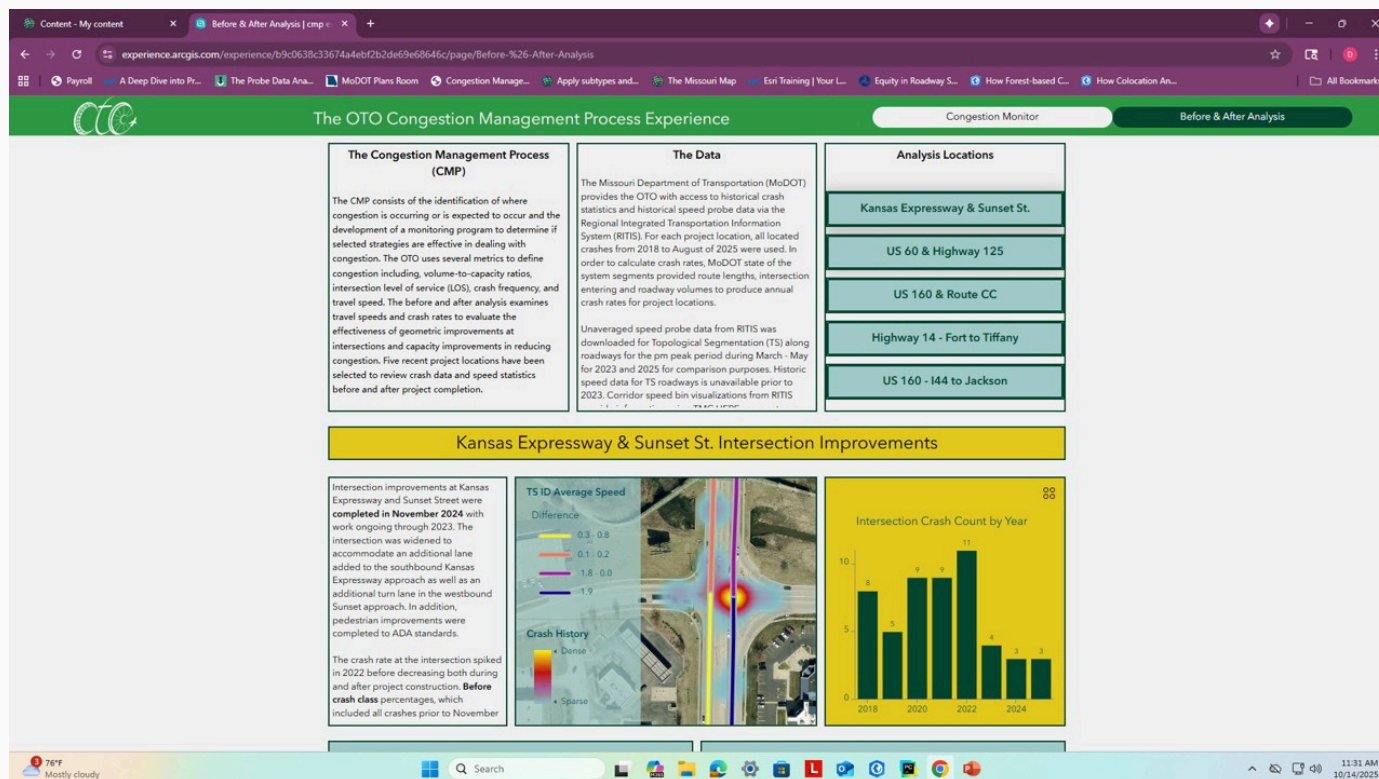 Content - My content
Before & After Analysis | cmp e
experience.arcgis.com/experience/b9c0638c33674a4ebf2b2de69e68646c/page/Before-%26-After-Analysis
D
Payroll
A Deep Dive into Pr...
The Probe Data Ana...
MoDOT Plans Room
Congestion Manage...
Apply subtypes and...
The Missouri Map
Esri Training | Your L...
Equity in Roadway S...
How Forest-based C...
How Colocation An...
All Bookmarks
The OTO Congestion Management Process Experience
Congestion Monitor
Before & After Analysis
The Congestion Management Process
(CMP)
The CMP consists of the identification of where
congestion is occurring or is expected to occur and the
development of a monitoring program to determine if
selected strategies are effective in dealing with
congestion. The OTO uses several metrics to define
congestion including, volume-to-capacity ratios,
intersection level of service (LOS), crash frequency, and
travel speed. The before and after analysis examines
travel speeds and crash rates to evaluate the
effectiveness of geometric improvements at
intersections and capacity improvements in reducing
congestion. Five recent project locations have been
selected to review crash data and speed statistics
before and after project completion.
The Data
The Missouri Department of Transportation (MoDOT)
provides the OTO with access to historical crash
statistics and historical speed probe data via the
Regional Integrated Transportation Information
System (RITIS). For each project location, all located
crashes from 2018 to August of 2025 were used. In
order to calculate crash rates, MoDOT state of the
system segments provided route lengths, intersection
entering and roadway volumes to produce annual
crash rates for project locations.
Unaveraged speed probe data from RITIS was
downloaded for Topological Segmentation (TS) along
roadways for the pm peak period during March - May
for 2023 and 2025 for comparison purposes. Historic
speed data for TS roadways is unavailable prior to
2023. Corridor speed bin visualizations from RITIS
Analysis Locations
Kansas Expressway & Sunset St.
US 60 & Highway 125
US 160 & Route CC
Highway 14 - Fort to Tiffany
US 160 - I44 to Jackson
Kansas Expressway & Sunset St. Intersection Improvements
Intersection improvements at Kansas
Expressway and Sunset Street were
completed in November 2024 with
work ongoing through 2023. The
intersection was widened to
accommodate an additional lane
added to the southbound Kansas
Expressway approach as well as an
additional turn lane in the westbound
Sunset approach. In addition,
pedestrian improvements were
completed to ADA standards.
The crash rate at the intersection spiked
in 2022 before decreasing both during
and after project construction. Before
crash class percentages, which
included all crashes prior to November
TS ID Average Speed
Difference
0.3 - 0.8
0.1 - 0.2
-1.8 - 0.0
-1.9
Crash History
Dense
Sparse
Intersection Crash Count by Year
10
5
0
8
5
9
9
11
4
3
3
2018
2020
2022
2024
3
76°F
Mostly cloudy
Search
11:31 AM
10/14/2025